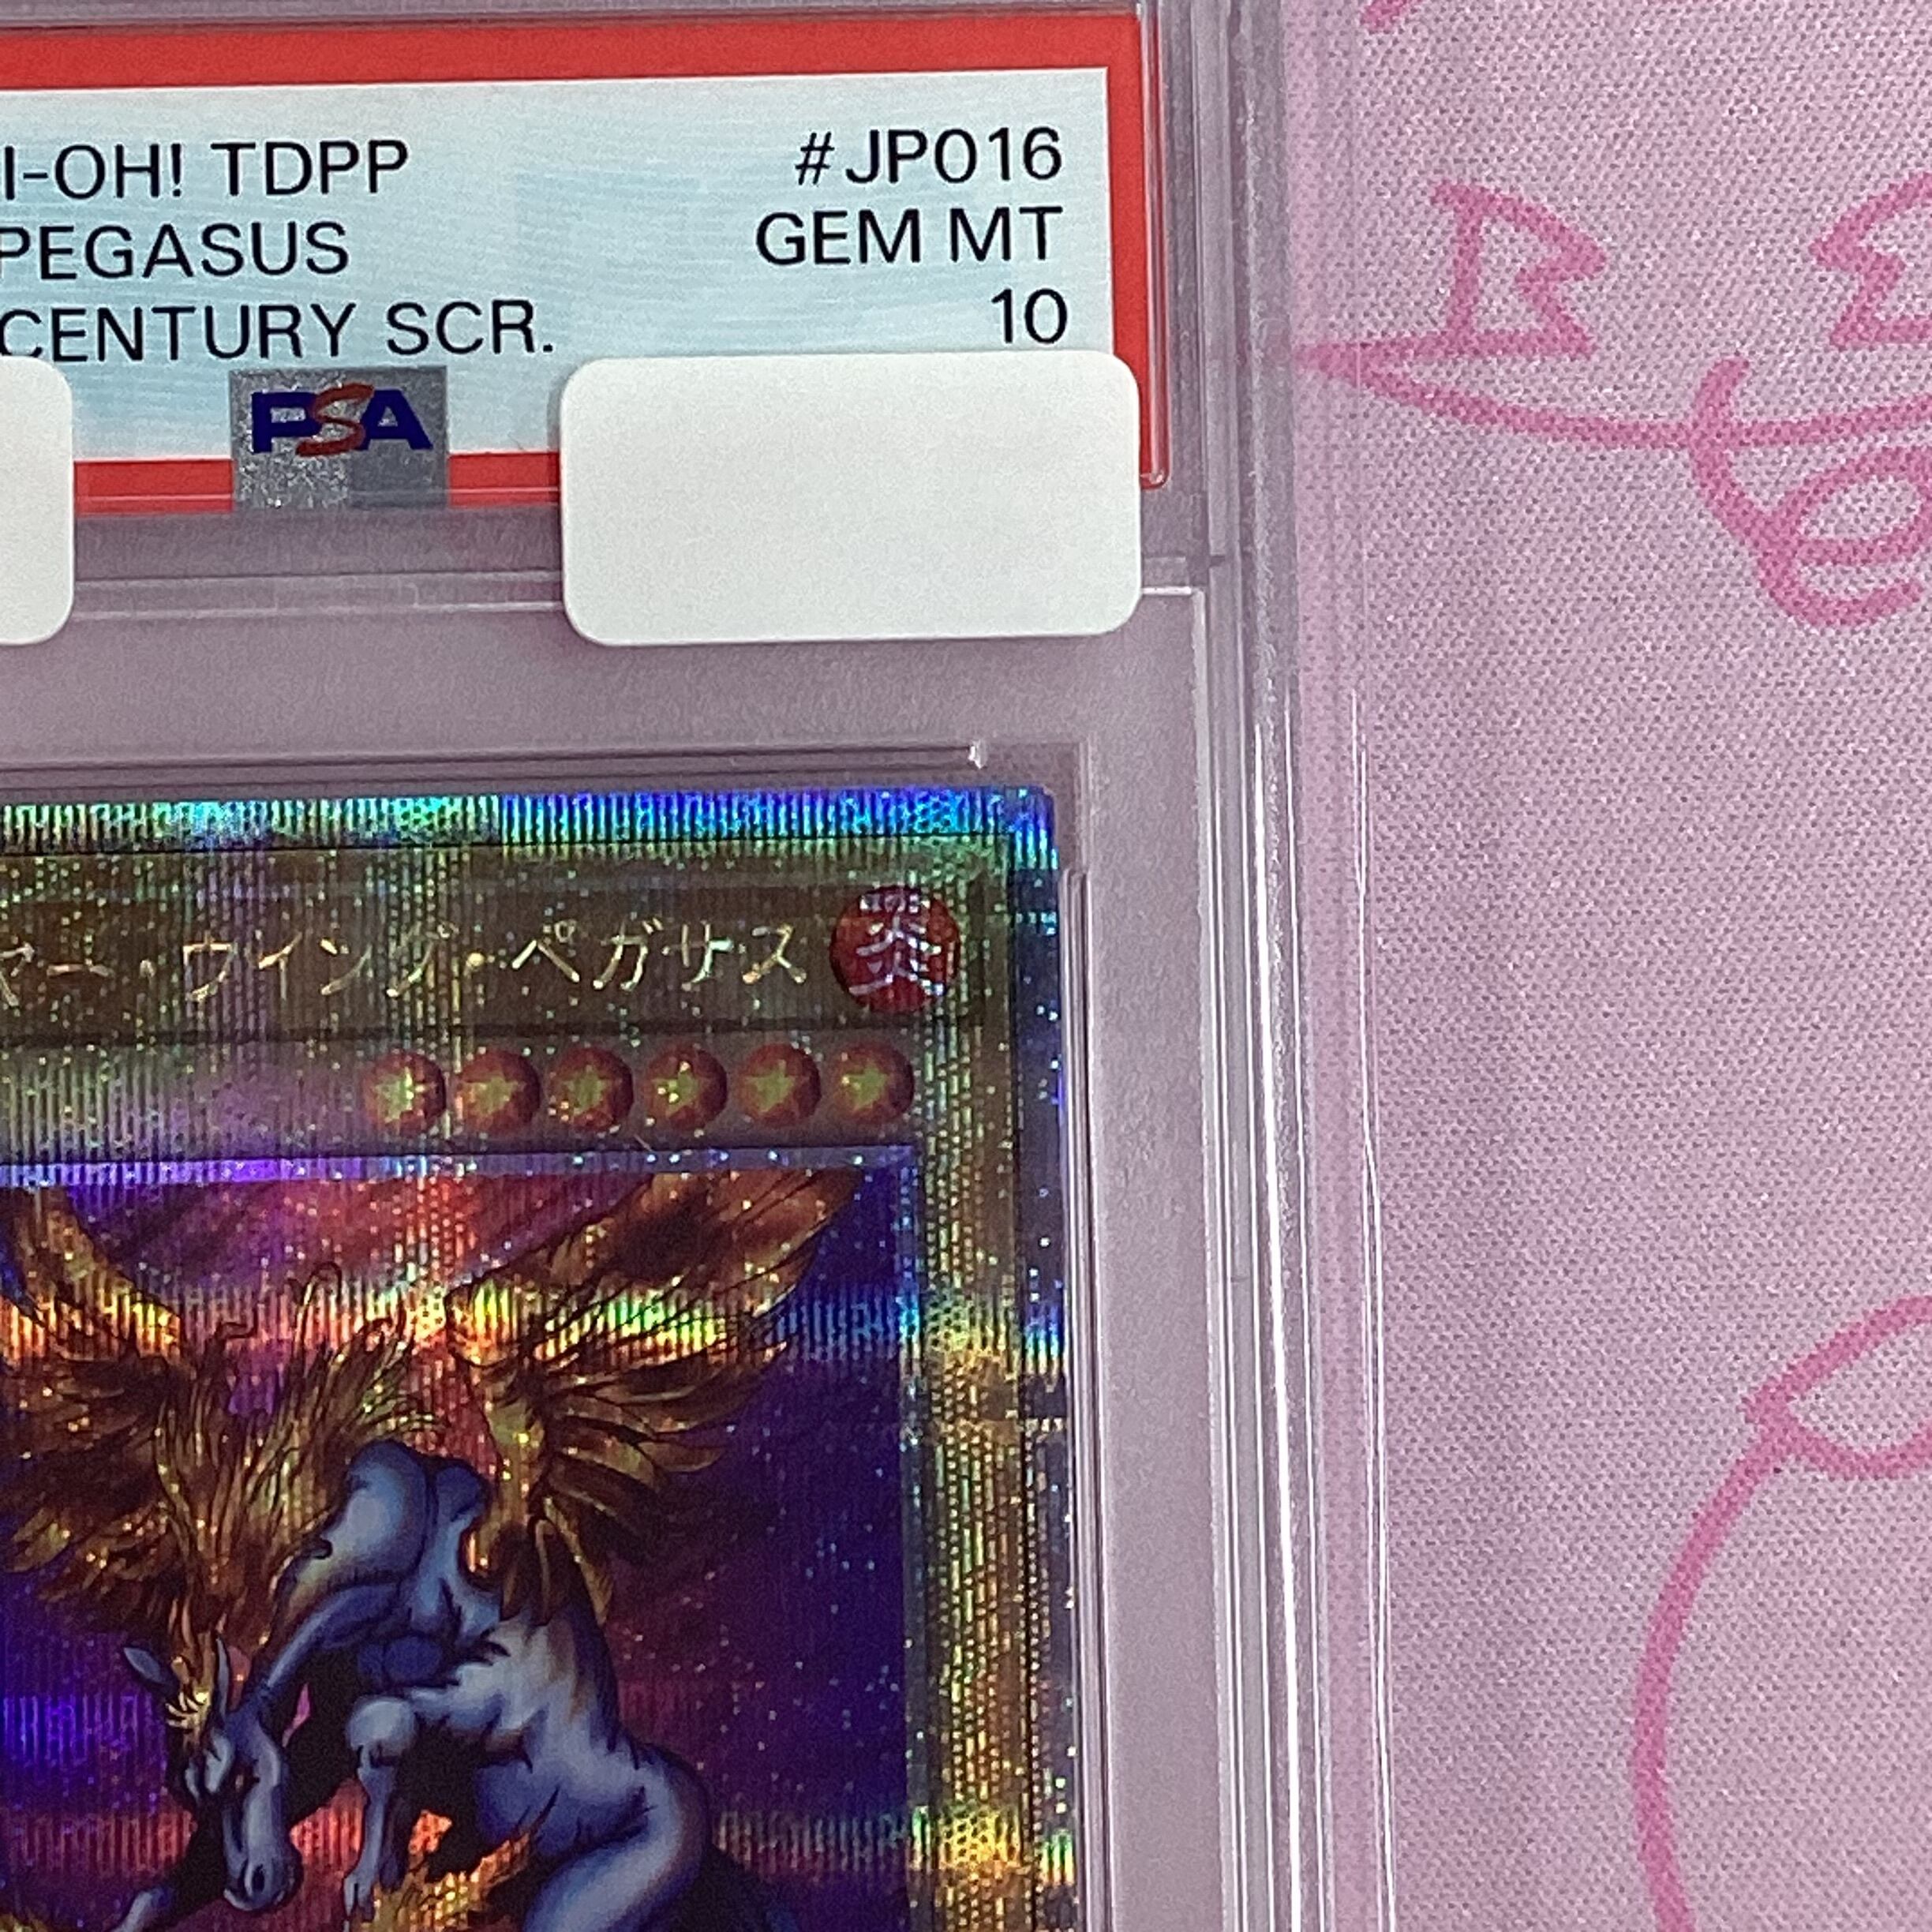 I-OH! TDPP #JP016
PEGASUS GEM MT
CENTURY SCR. 10
PSA
ャー・ウイング・ペガサス 炎